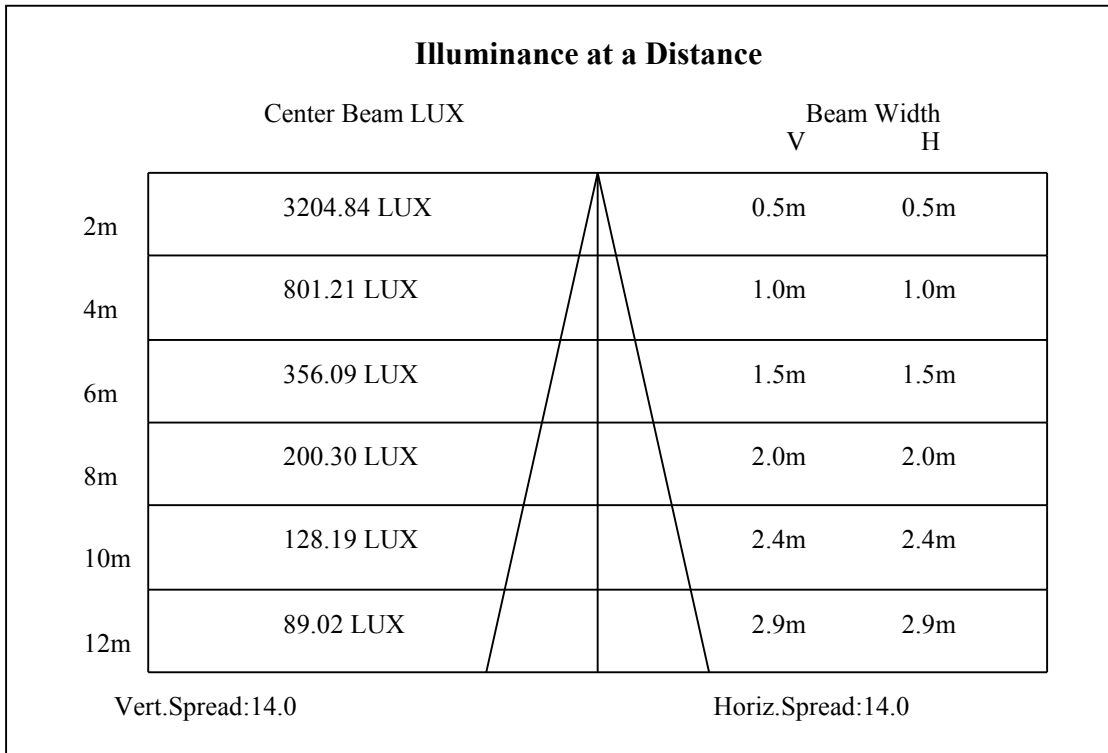 Illuminance at a Distance
Center Beam LUX Beam Width
V H
2m 3204.84 LUX 0.5m 0.5m
4m 801.21 LUX 1.0m 1.0m
6m 356.09 LUX 1.5m 1.5m
8m 200.30 LUX 2.0m 2.0m
10m 128.19 LUX 2.4m 2.4m
12m 89.02 LUX 2.9m 2.9m
Vert.Spread:14.0 Horiz.Spread:14.0